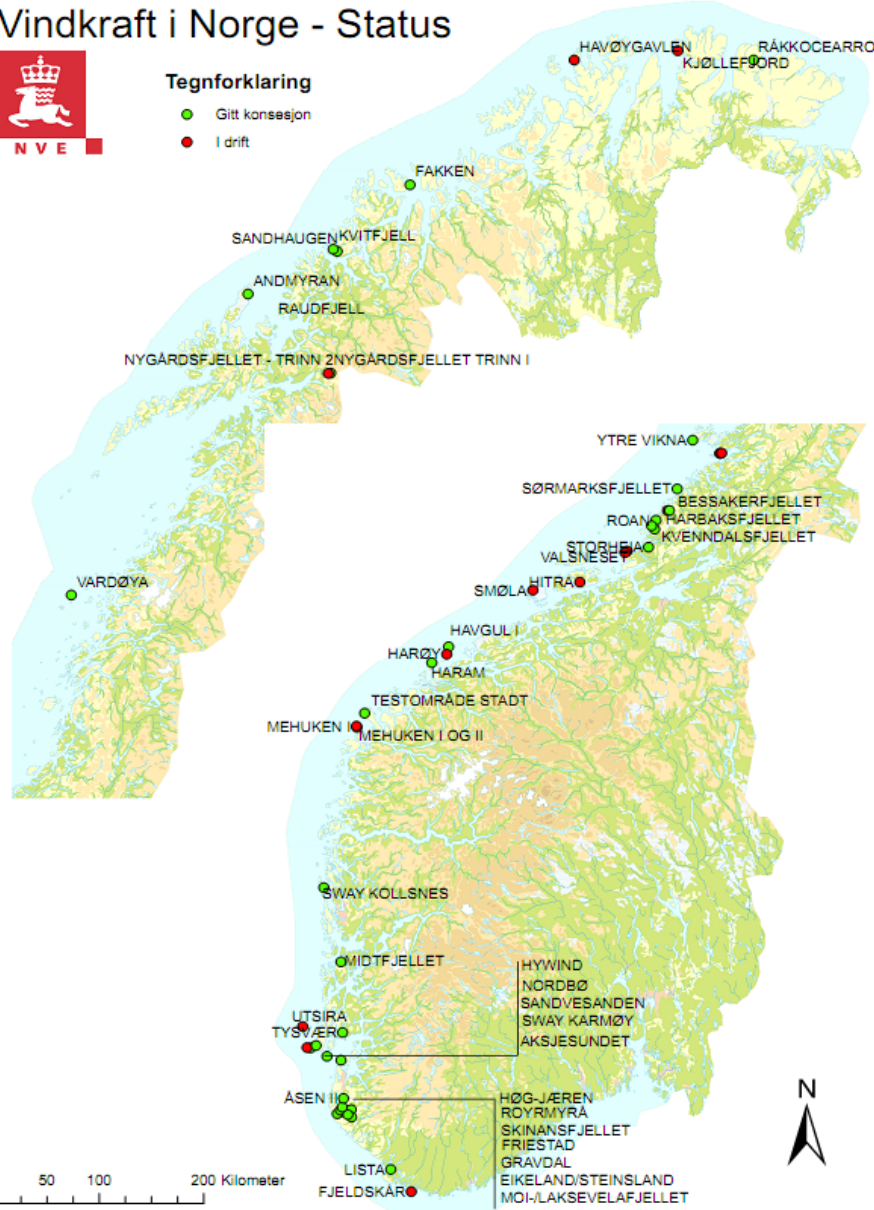 Vindkraft i Norge - Status
NVE
Tegnforklaring
Gitt konsesjon
I drift
HAVØYGAVLEN
KJØLLEFJORD
RÁKKOCEARRO
FAKKEN
SANDHAUGEN
KVITFJELL
ANDMYRAN
RAUDFJELL
NYGÅRDSFJELLET - TRINN 2
NYGÅRDSFJELLET TRINN I
YTRE VIKNA
SØRMARKSFJELLET
BESSAKERFJELLET
ROAN
HARBAKSFJELLET
KVENNDALSFJELLET
STORHEIA
VALSNESET
VARDØYA
HITRA
SMØLA
HAVGUL I
HARØY
HARAM
TESTOMRÅDE STADT
MEHUKEN I
MEHUKEN I OG II
SWAY KOLLSNES
MIDTFJELLET
HYWIND
NORDBØ
SANDVESANDEN
SWAY KARMØY
AKSJESUNDET
UTSIRA
TYSVÆR
ÅSEN II
HØG-JÆREN
ROYRMYRÅ
SKINANSFJELLET
FRIESTAD
GRAVDAL
EIKELAND/STEINSLAND
MOI-/LAKSEVELAFJELLET
LISTA
FJELDSKÅR
N
50 100 200 Kilometer